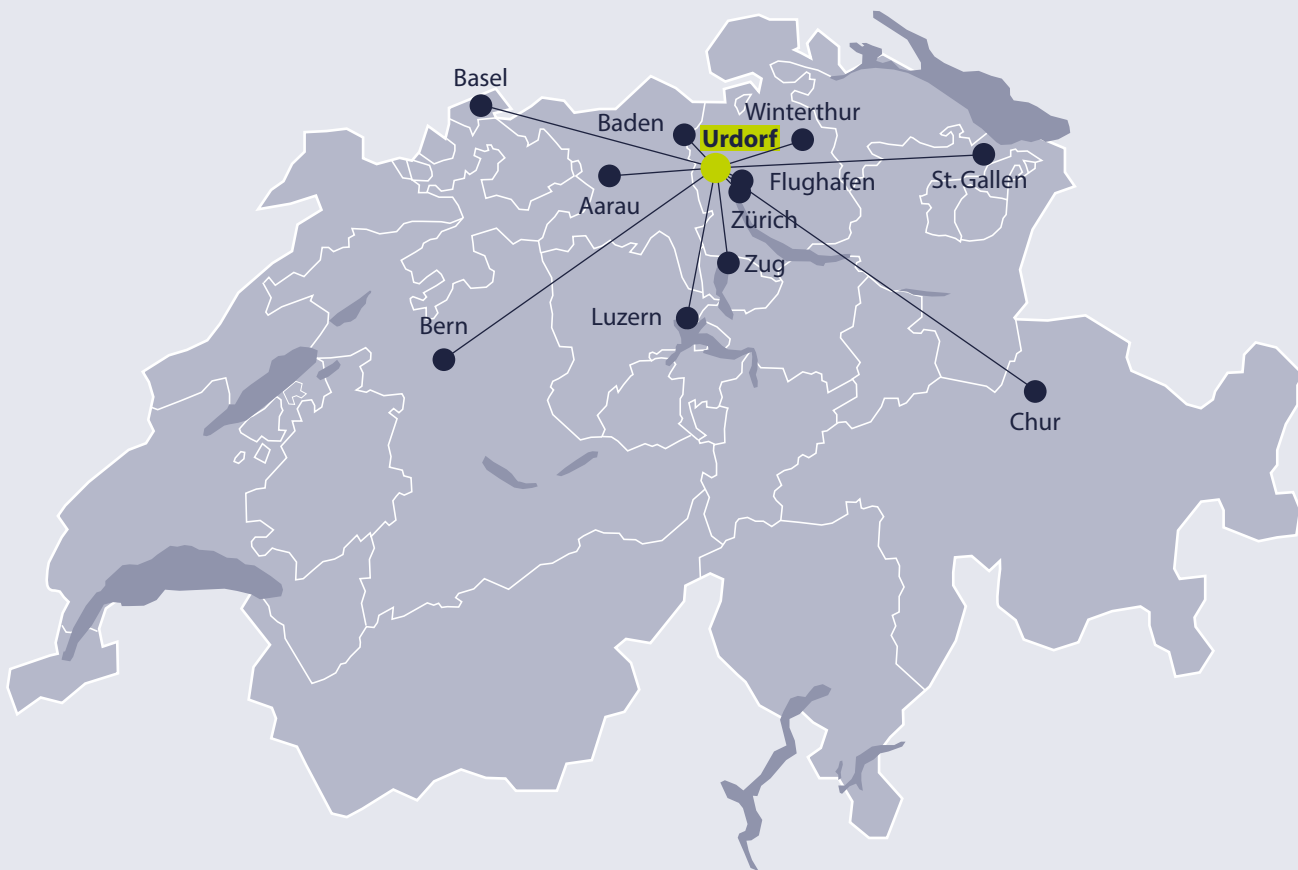 Basel
Winterthur
Baden
Urdorf
St. Gallen
Flughafen
Aarau
Zürich
Zug
Luzern
Bern
Chur